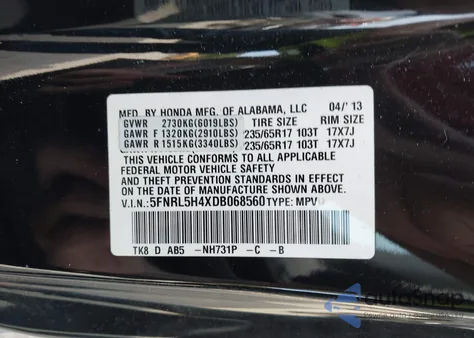 MFD. BY HONDA MFG. OF ALABAMA, LLC 04/'13
GVWR 2730KG(6019LBS) TIRE SIZE RIM SIZE
GAWR F 1320KG(2910LBS) 235/65R17 103T 17X7J
GAWR R 1515KG(3340LBS) 235/65R17 103T 17X7J
THIS VEHICLE CONFORMS TO ALL APPLICABLE
FEDERAL MOTOR VEHICLE SAFETY
AND THEFT PREVENTION STANDARDS IN EFFECT
ON THE DATE OF MANUFACTURE SHOWN ABOVE.
V.I.N.: 5FNRL5H4XDB068560 TYPE: MPV
TK8 D AB5 -NH731P -C -B
autosnap